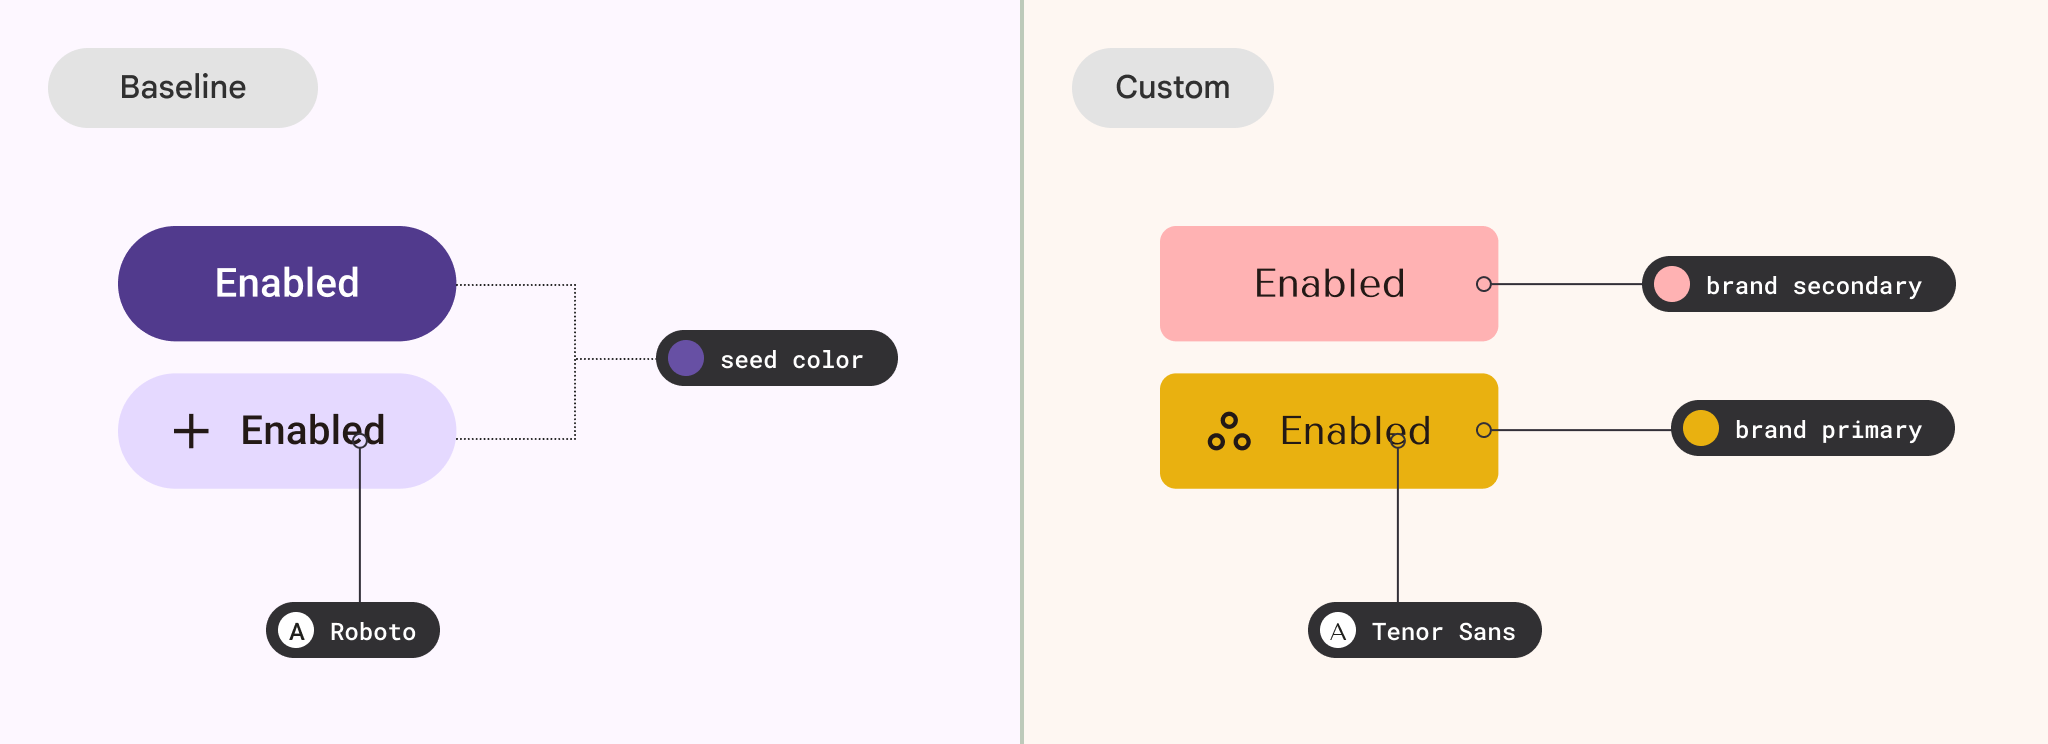 Baseline
Enabled
seed color
Enabled
A Roboto
Custom
Enabled
brand secondary
Enabled
brand primary
A Tenor Sans